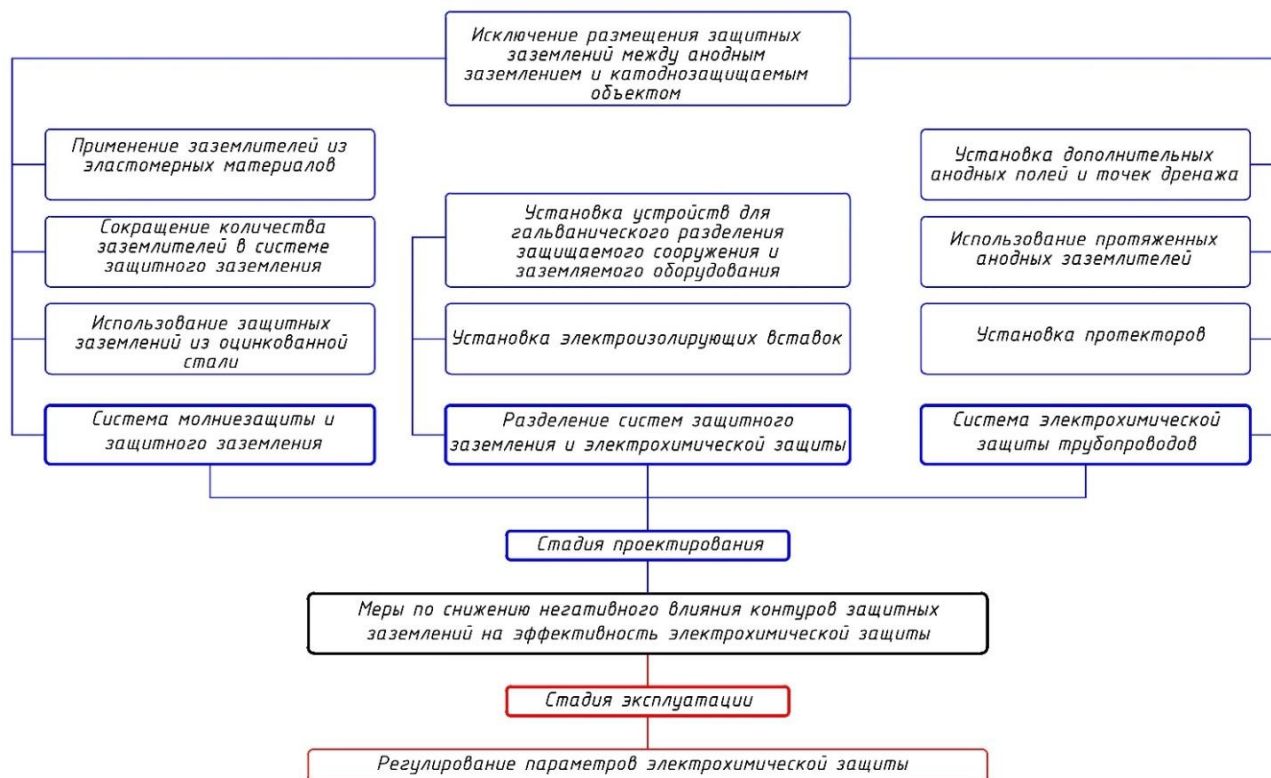 Исключение размещения защитных
заземлений между анодным
заземлением и катоднозащищаемым
объектом
Применение заземлителей из
эластомерных материалов
Сокращение количества
заземлителей в системе
защитного заземления
Использование защитных
заземлений из оцинкованной
стали
Система молниезащиты и
защитного заземления
Установка устройств для
гальванического разделения
защищаемого сооружения и
заземляемого оборудования
Установка электроизолирующих вставок
Разделение систем защитного
заземления и электрохимической защиты
Установка дополнительных
анодных полей и точек дренажа
Использование протяженных
анодных заземлителей
Установка протекторов
Система электрохимической
защиты трубопроводов
Стадия проектирования
Меры по снижению негативного влияния контуров защитных
заземлений на эффективность электрохимической защиты
Стадия эксплуатации
Регулирование параметров электрохимической защиты